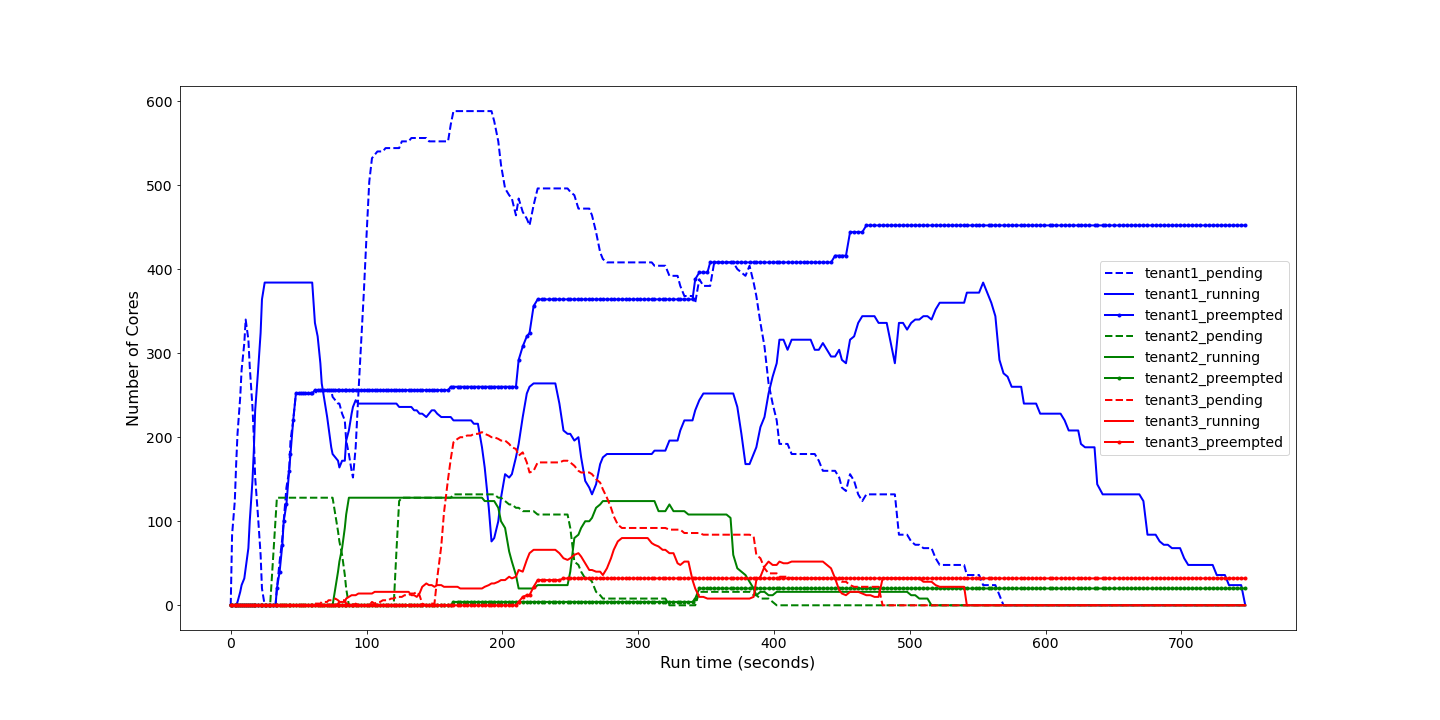 600
500
400
300
200
100
0
Number of Cores
tenant1_pending
tenant1_running
tenant1_preempted
tenant2_pending
tenant2_running
tenant2_preempted
tenant3_pending
tenant3_running
tenant3_preempted
0 100 200 300 400 500 600 700
Run time (seconds)